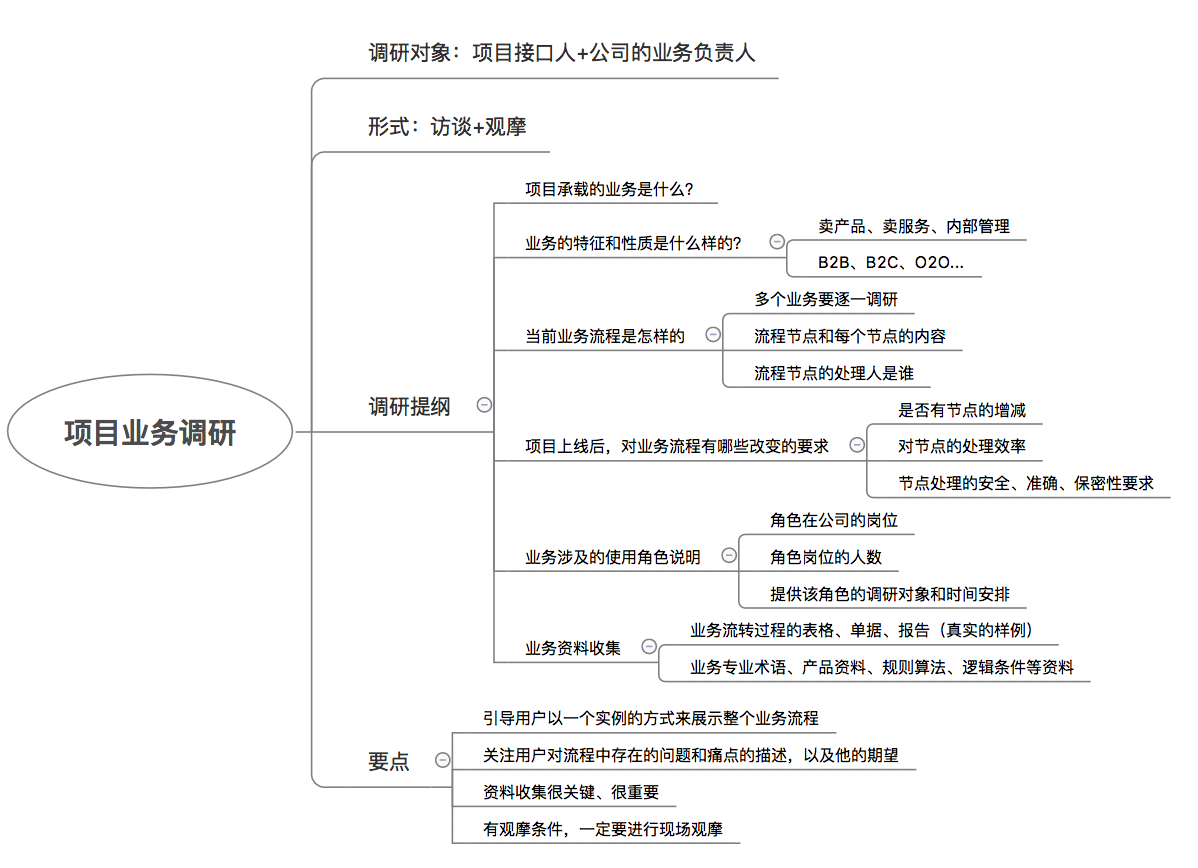 调研对象：项目接口人+公司的业务负责人
形式：访谈+观摩
项目承载的业务是什么?
业务的特征和性质是什么样的?
卖产品、卖服务、内部管理
B2B、B2C、O2O...
多个业务要逐一调研
当前业务流程是怎样的
流程节点和每个节点的内容
流程节点的处理人是谁
项目业务调研
调研提纲
是否有节点的增减
项目上线后，对业务流程有哪些改变的要求
对节点的处理效率
节点处理的安全、准确、保密性要求
角色在公司的岗位
业务涉及的使用角色说明
角色岗位的人数
提供该角色的调研对象和时间安排
业务资料收集
业务流转过程的表格、单据、报告（真实的样例）
业务专业术语、产品资料、规则算法、逻辑条件等资料
要点
引导用户以一个实例的方式来展示整个业务流程
关注用户对流程中存在的问题和痛点的描述，以及他的期望
资料收集很关键、很重要
有观摩条件，一定要进行现场观摩